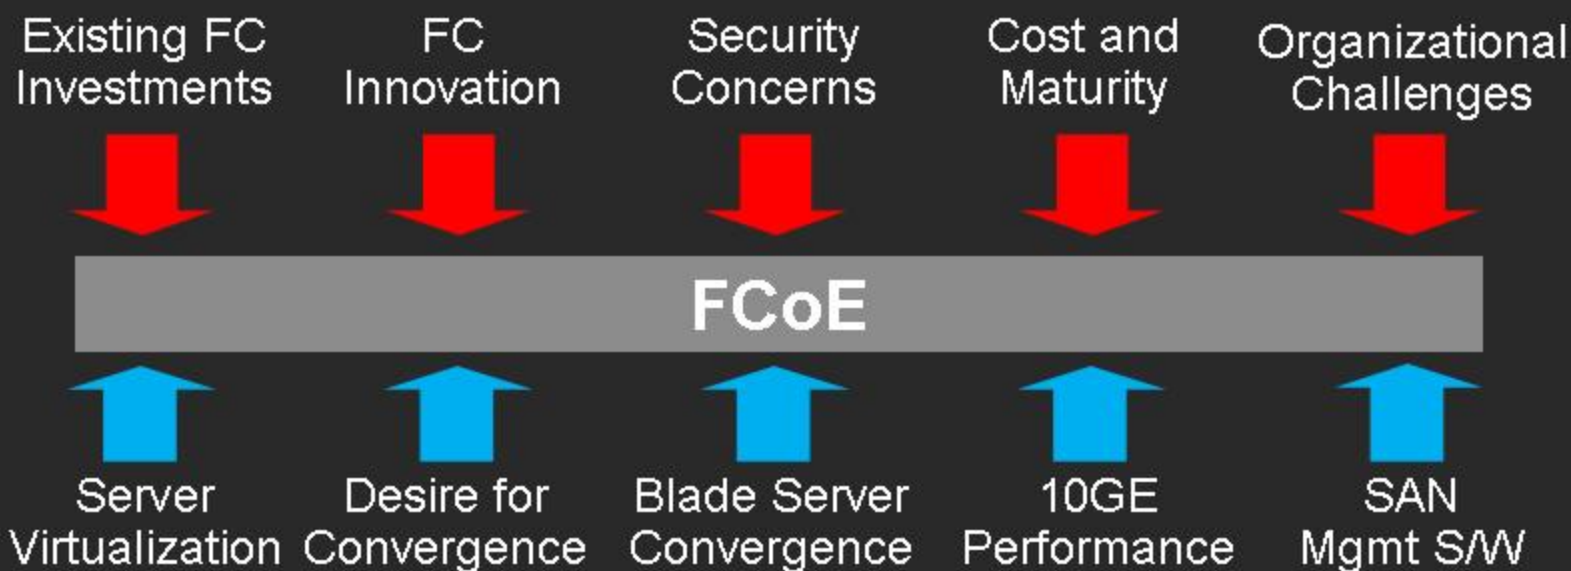 Existing FC
Investments
FC
Innovation
Security
Concerns
Cost and
Maturity
Organizational
Challenges
FCoE
Server
Virtualization
Desire for
Convergence
Blade Server
Convergence
10GE
Performance
SAN
Mgmt S/W